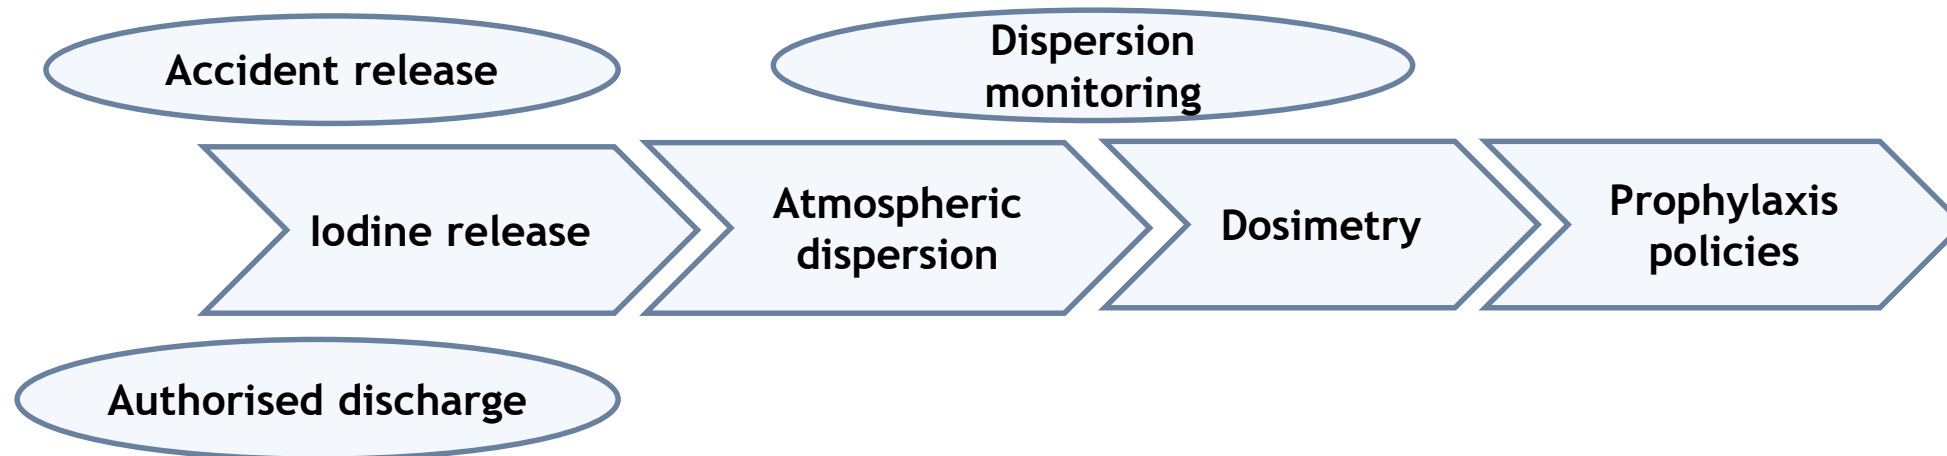 Accident release
Dispersion
monitoring
Iodine release
Atmospheric
dispersion
Dosimetry
Prophylaxis
policies
Authorised discharge